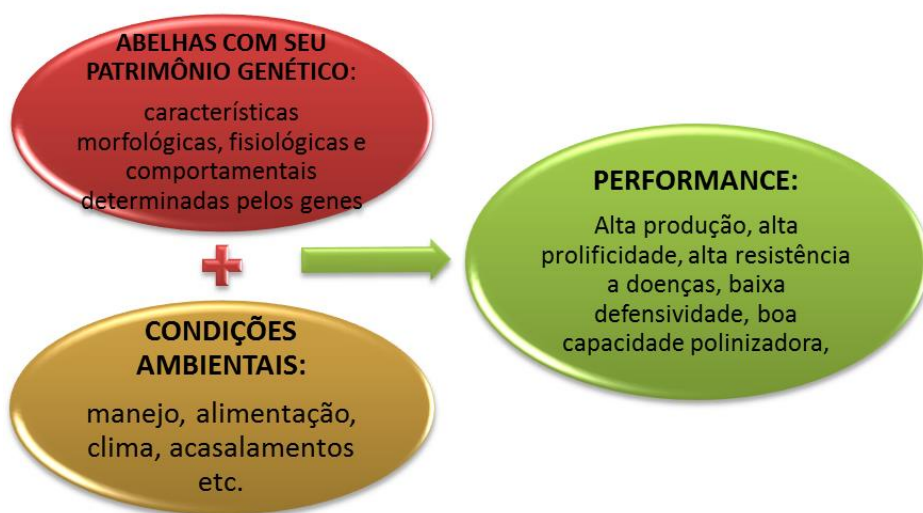 ABELHAS COM SEU
PATRIMÔNIO GENÉTICO:
características
morfológicas, fisiológicas e
comportamentais
determinadas pelos genes
CONDIÇÕES
AMBIENTAIS:
manejo, alimentação,
clima, acasalamentos
etc.
PERFORMANCE:
Alta produção, alta
prolificidade, alta resistência
a doenças, baixa
defensividade, boa
capacidade polinizadora,